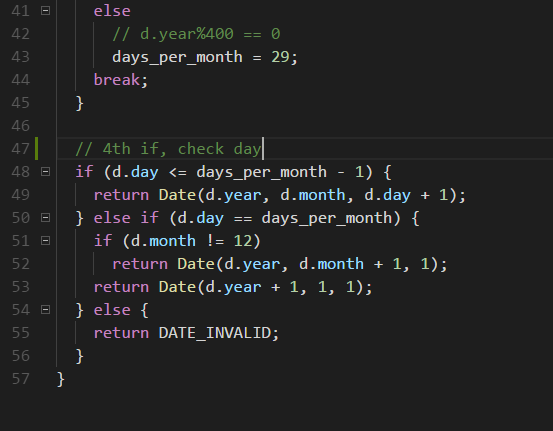 41 else
42 // d.year%400 == 0
43 days_per_month = 29;
44 break;
45 }
46
47 // 4th if, check day
48 if (d.day <= days_per_month - 1) {
49 return Date(d.year, d.month, d.day + 1);
50 } else if (d.day == days_per_month) {
51 if (d.month != 12)
52 return Date(d.year, d.month + 1, 1);
53 return Date(d.year + 1, 1, 1);
54 } else {
55 return DATE_INVALID;
56 }
57 }